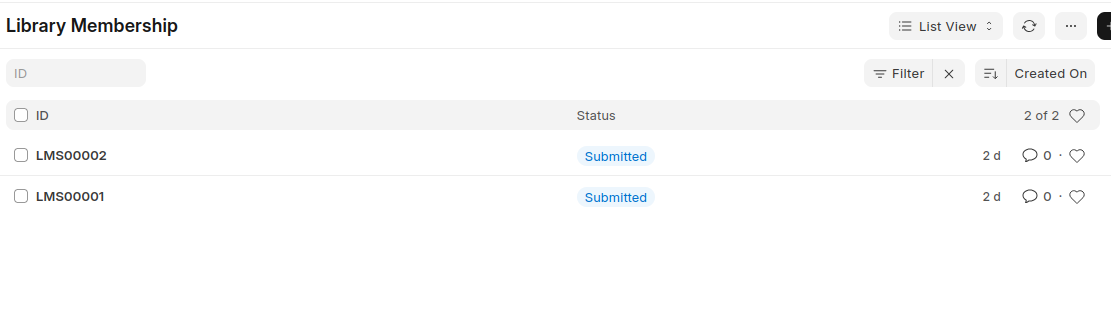 Library Membership
List View
ID
Filter
Created On
ID Status 2 of 2
LMS00002 Submitted 2 d 0 ·
LMS00001 Submitted 2 d 0 ·